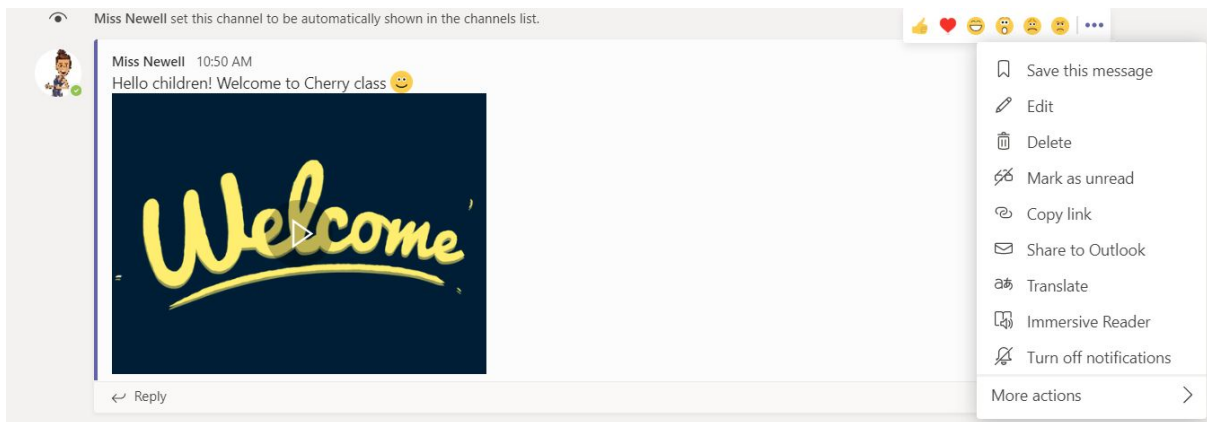 Miss Newell set this channel to be automatically shown in the channels list.
Miss Newell 10:50 AM
Hello children! Welcome to Cherry class
Welcome
Reply
Save this message
Edit
Delete
Mark as unread
Copy link
Share to Outlook
Translate
Immersive Reader
Turn off notifications
More actions